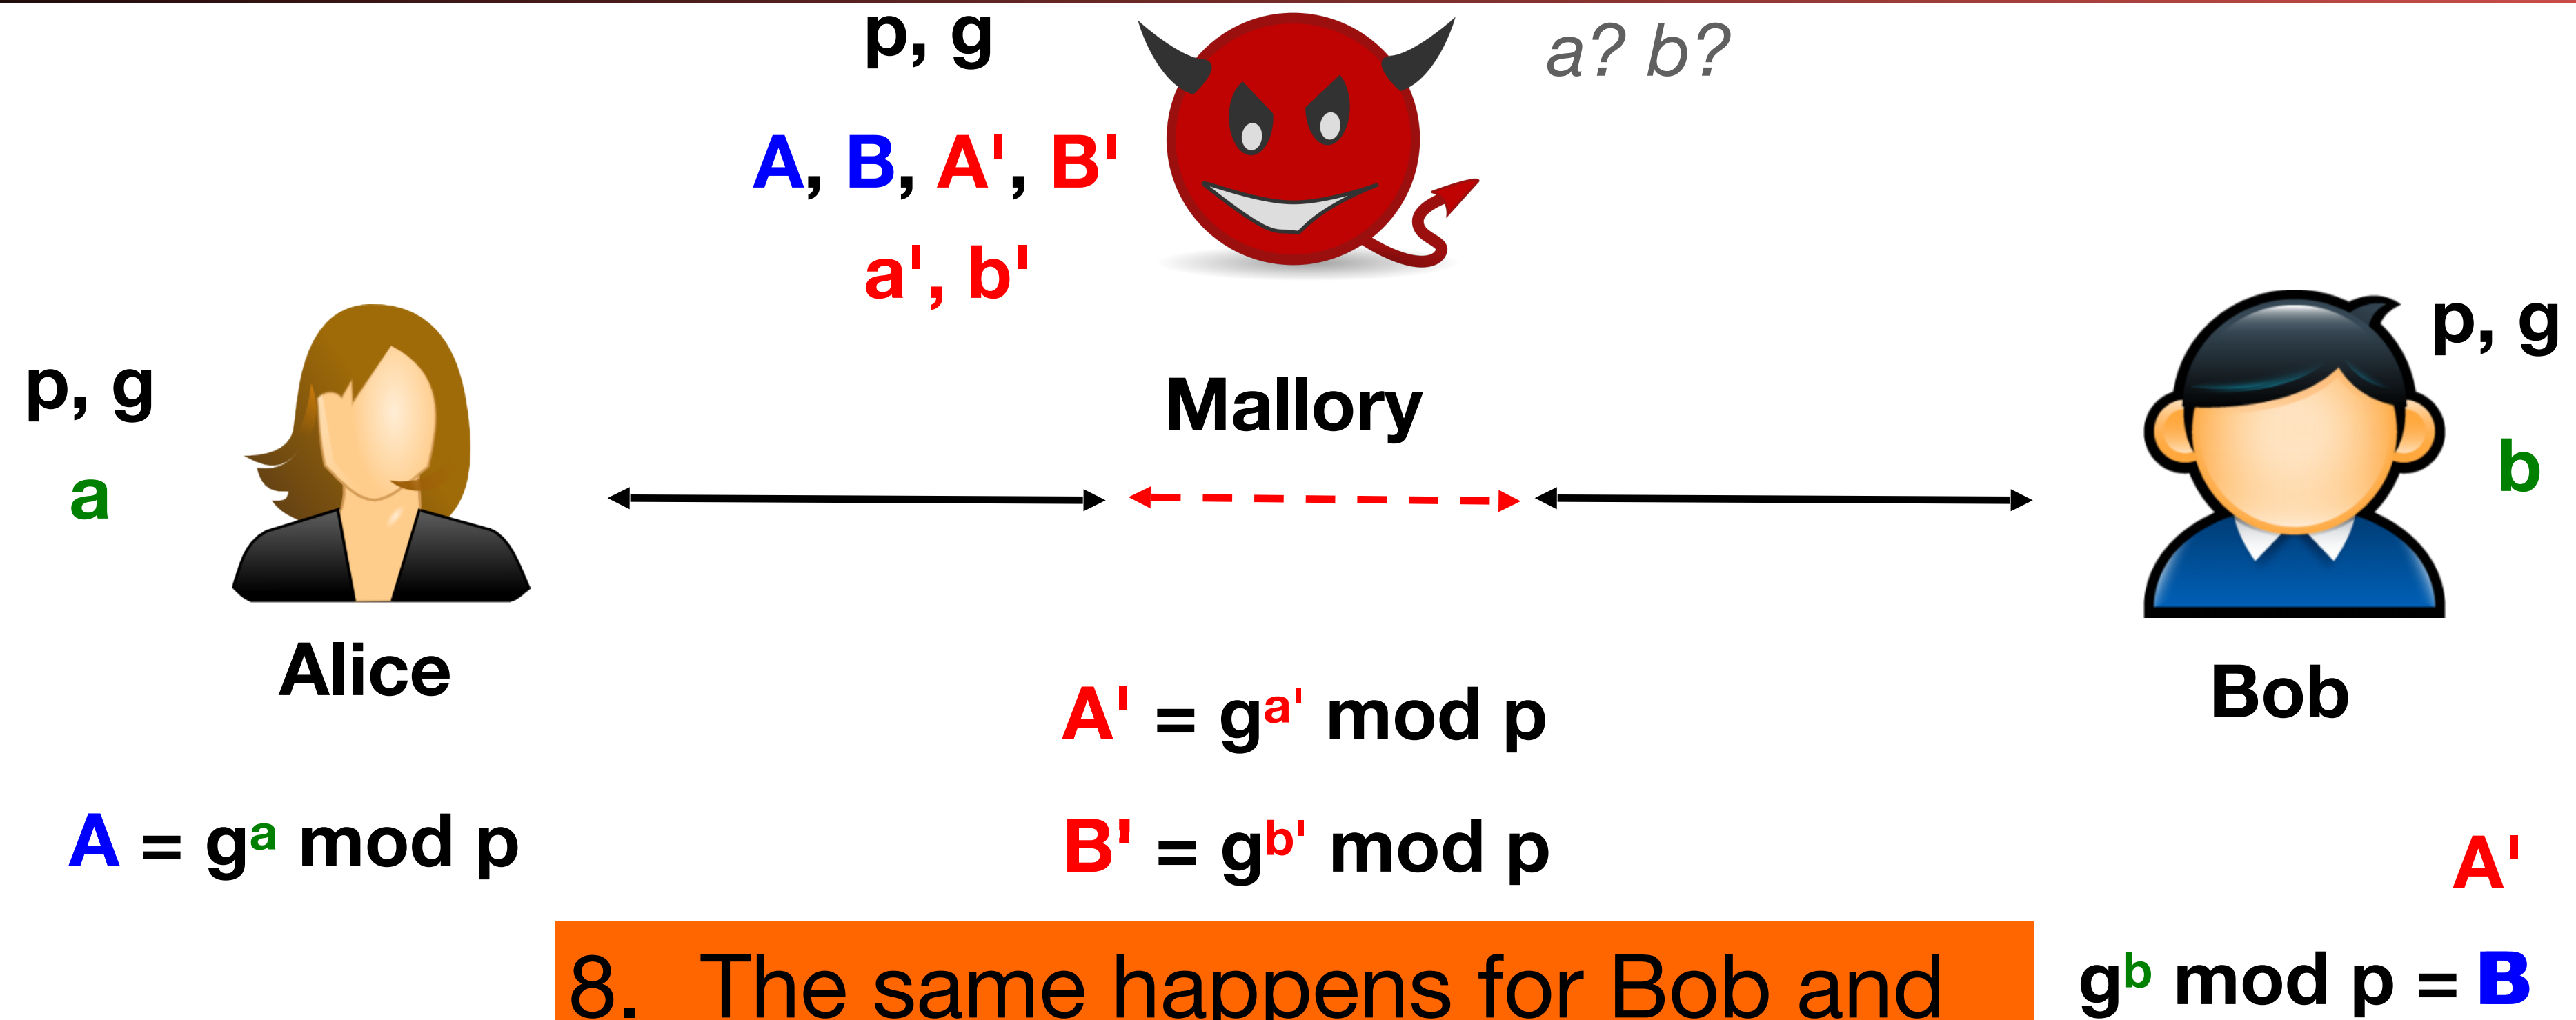 p, g
a? b?
A, B, A', B'
a', b'
p, g
a
Mallory
p, g
b
Alice
Bob
A' = gᵃ' mod p
A = gᵃ mod p
B' = gᵇ' mod p
A'
8. The same happens for Bob and
gᵇ mod p = B